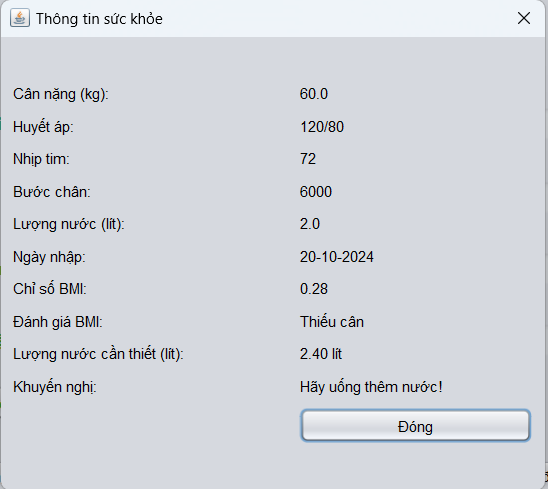 Thông tin sức khỏe
Cân nặng (kg): 60.0
Huyết áp: 120/80
Nhịp tim: 72
Bước chân: 6000
Lượng nước (lít): 2.0
Ngày nhập: 20-10-2024
Chỉ số BMI: 0.28
Đánh giá BMI: Thiếu cân
Lượng nước cần thiết (lít): 2.40 lít
Khuyến nghị: Hãy uống thêm nước!
Đóng